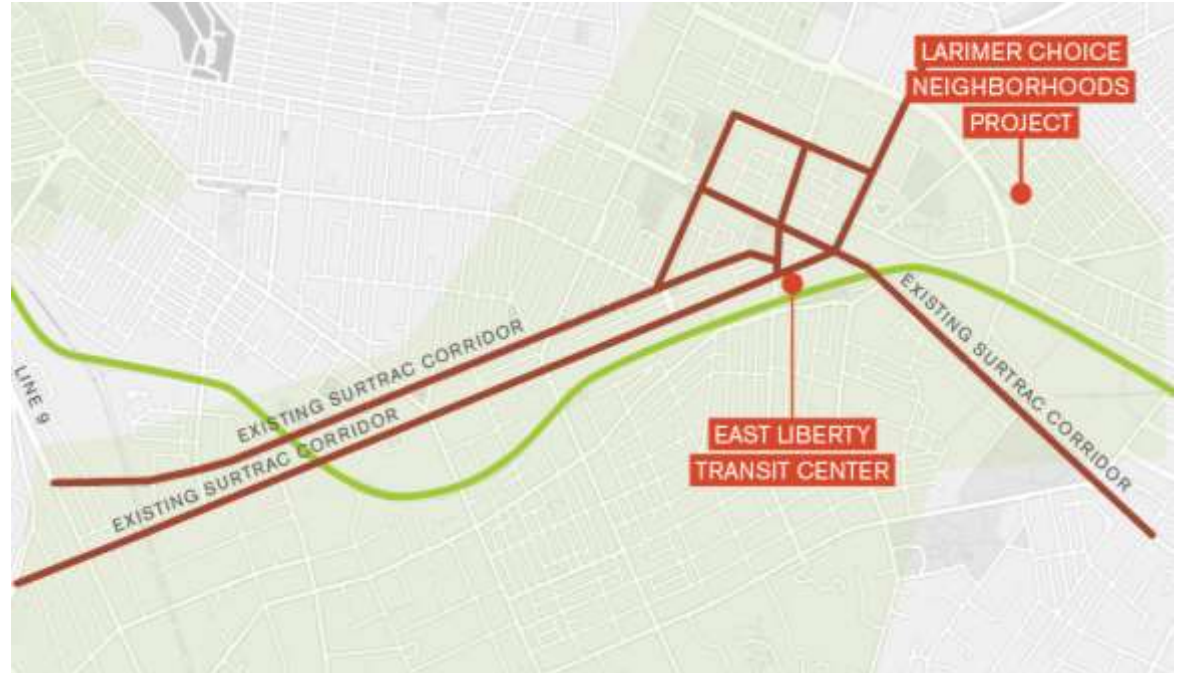 LARIMER CHOICE
NEIGHBORHOODS
PROJECT
EXISTING SURTRAC CORRIDOR
EXISTING SURTRAC CORRIDOR
EXISTING SURTRAC CORRIDOR
LINE 9
EAST LIBERTY
TRANSIT CENTER